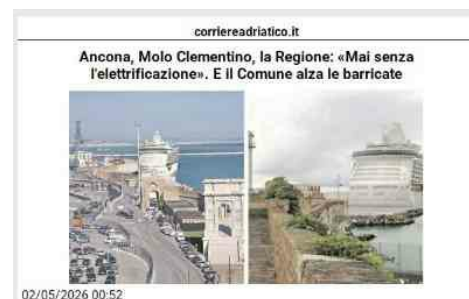 corriereadriatico.it
Ancona, Molo Clementino, la Regione: «Mai senza
l'elettrificazione». E il Comune alza le barricate
02/05/2026 00:52